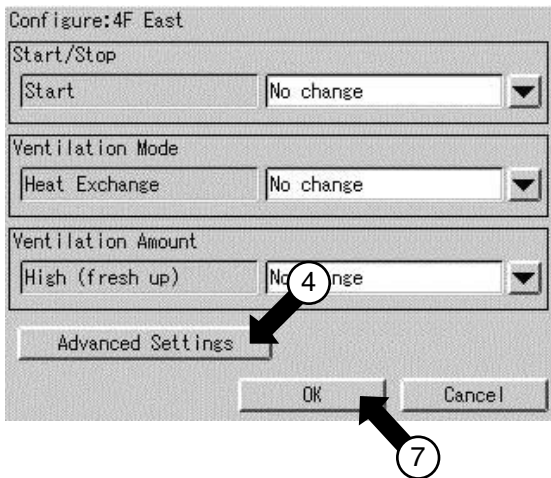 Configure:4F East
Start/Stop
Start No change
Ventilation Mode
Heat Exchange No change
Ventilation Amount
High (fresh up)
4
Advanced Settings
OK Cancel
7